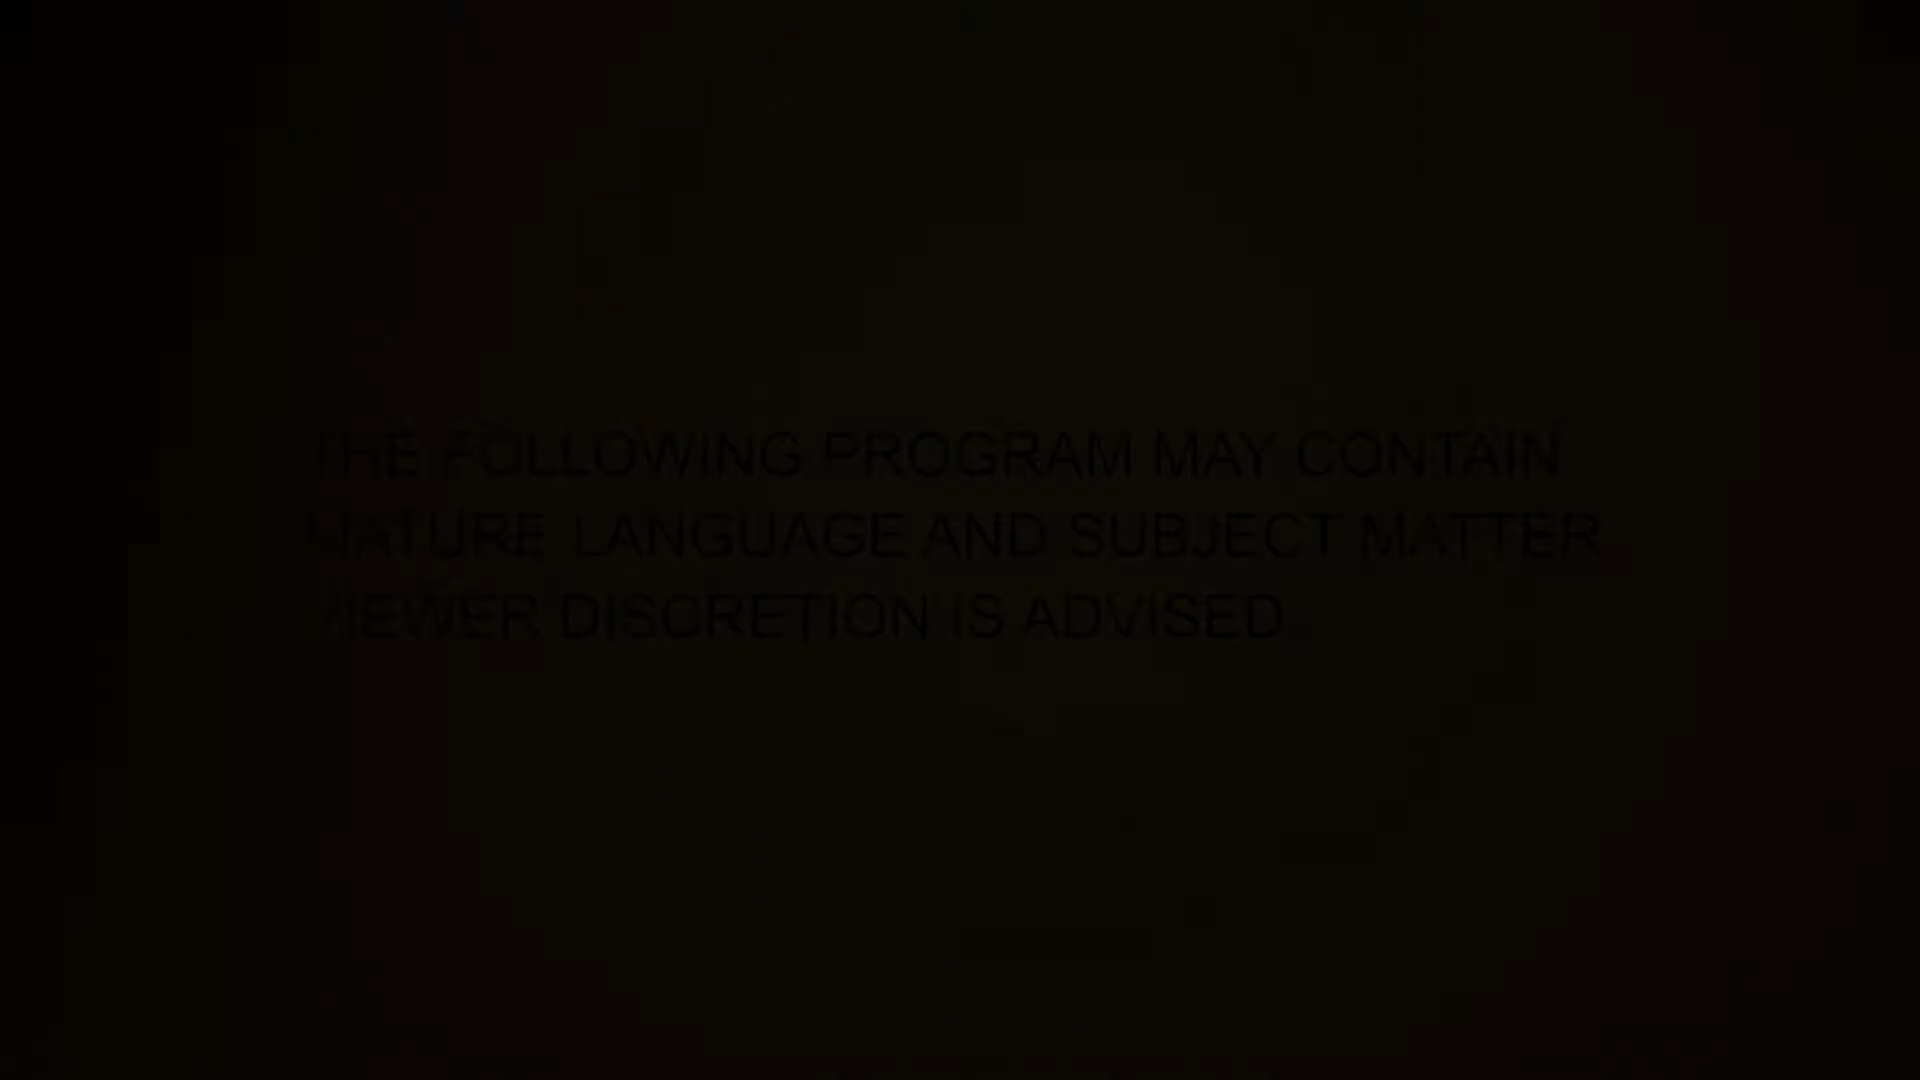 THE FOLLOWING PROGRAM MAY CONTAIN
MATURE LANGUAGE AND SUBJECT MATTER
VIEWER DISCRETION IS ADVISED